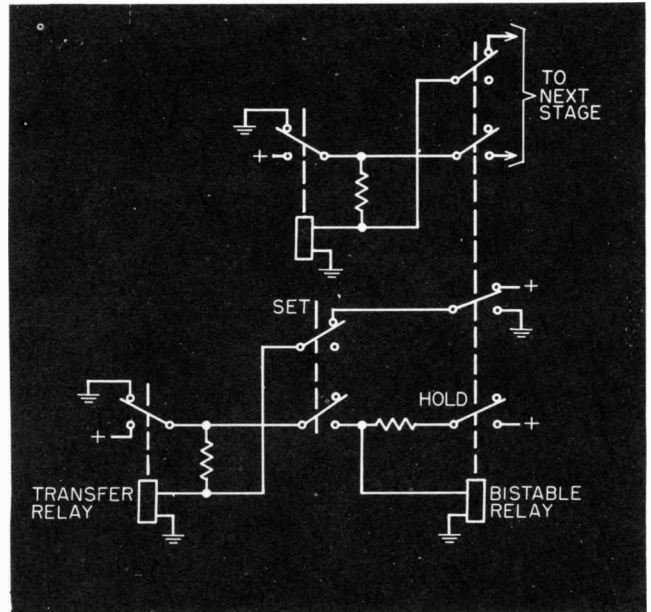 TO
NEXT
STAGE
+
+
SET
HOLD
+
+
TRANSFER
RELAY
BISTABLE
RELAY